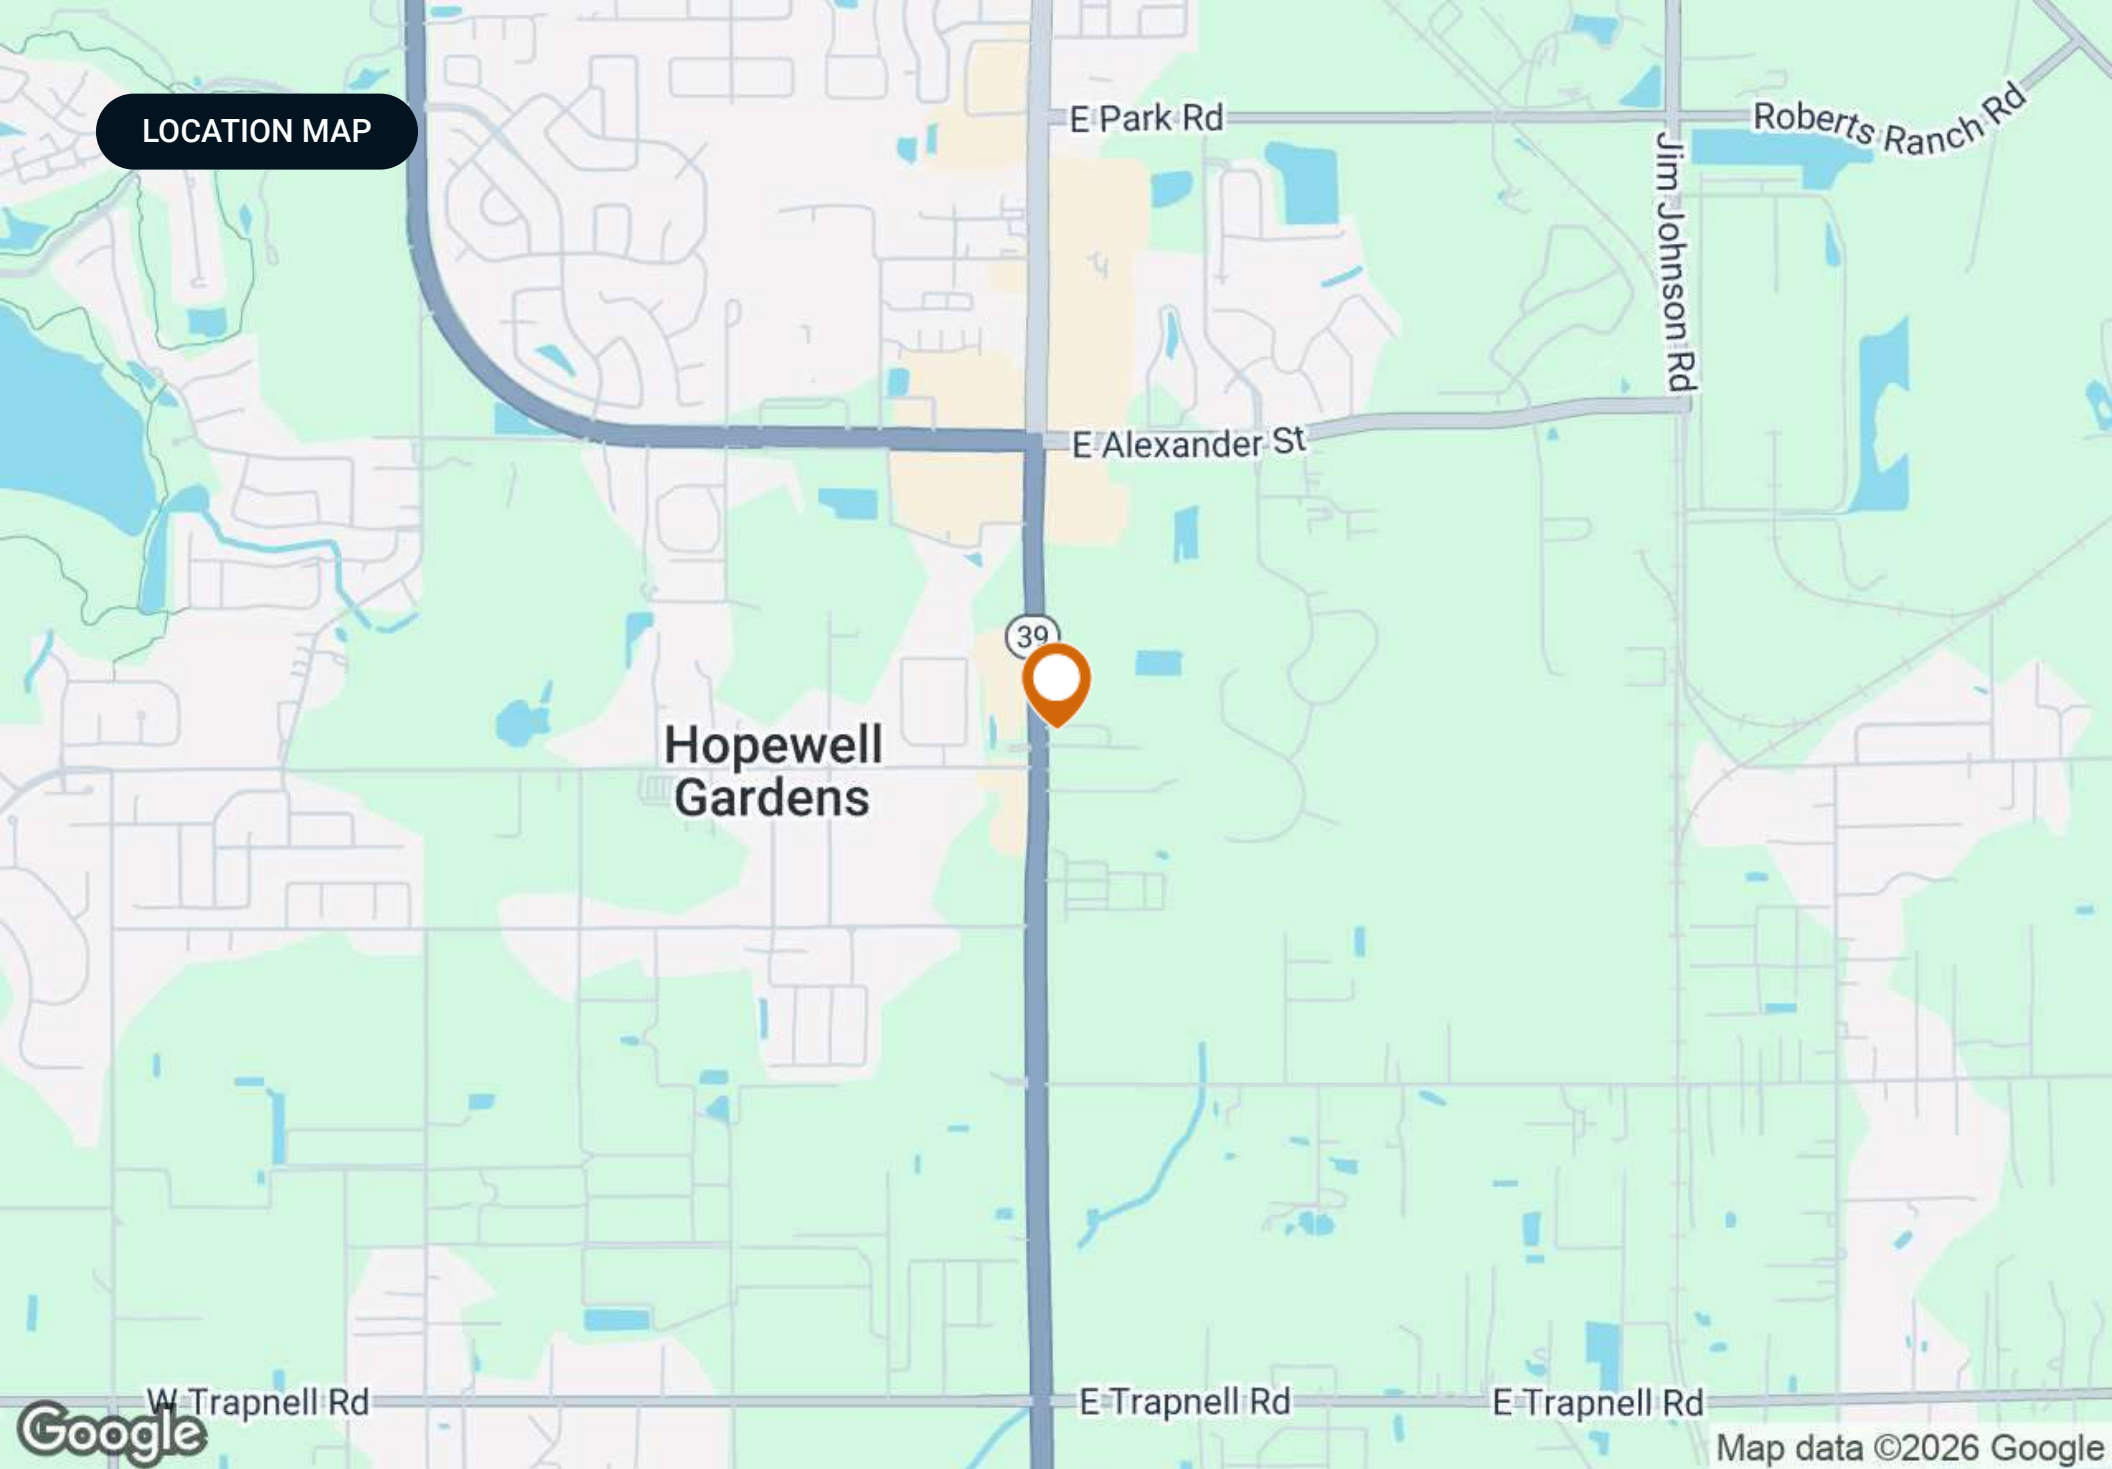 LOCATION MAP
E Park Rd
Roberts Ranch Rd
Jim Johnson Rd
E Alexander St
39
Hopewell
Gardens
W Trapnell Rd
E Trapnell Rd
E Trapnell Rd
Google
Map data ©2026 Google